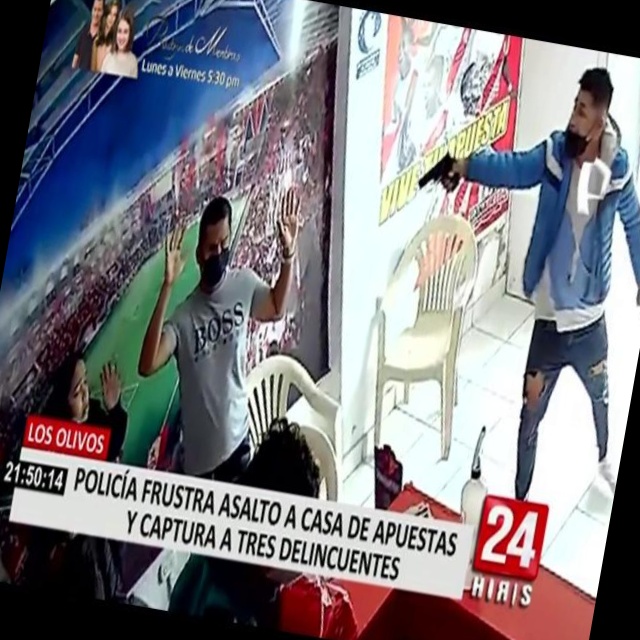 Lunes a Viernes 5:30 pm
BOSS
LOS OLIVOS
21:50:14
POLICÍA FRUSTRA ASALTO A CASA DE APUESTAS
Y CAPTURA A TRES DELINCUENTES
24
HRS